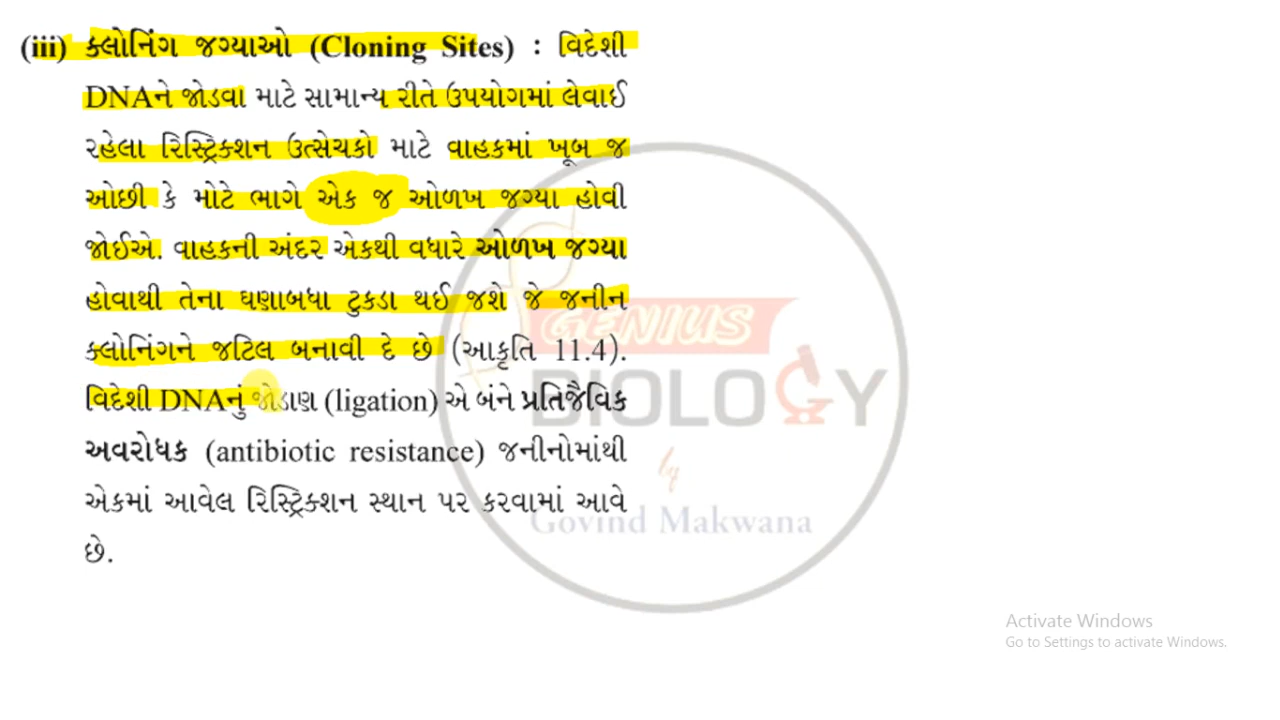 (iii) ક્લોનિંગ જગ્યાઓ (Cloning Sites) : વિદેશી
DNAને જોડવા માટે સામાન્ય રીતે ઉપયોગમાં લેવાઈ
રહેલા રિસ્ટ્રિક્શન ઉત્સેચકો માટે વાહકમાં ખૂબ જ
ઓછી કે મોટે ભાગે એક જ ઓળખ જગ્યા હોવી
જોઈએ. વાહકની અંદર એકથી વધારે ઓળખ જગ્યા
હોવાથી તેના ઘણાબધા ટુકડા થઈ જશે જે જનીન
ક્લોનિંગને જટિલ બનાવી દે છે (આકૃતિ 11.4).
વિદેશી DNAનું જોડાણ (ligation) એ બંને પ્રતિજૈવિક
અવરોધક (antibiotic resistance) જનીનોમાંથી
એકમાં આવેલ રિસ્ટ્રિક્શન સ્થાન પર કરવામાં આવે
છે.
GENIUS
BIOLOGY
by
Govind Makwana
Activate Windows
Go to Settings to activate Windows.